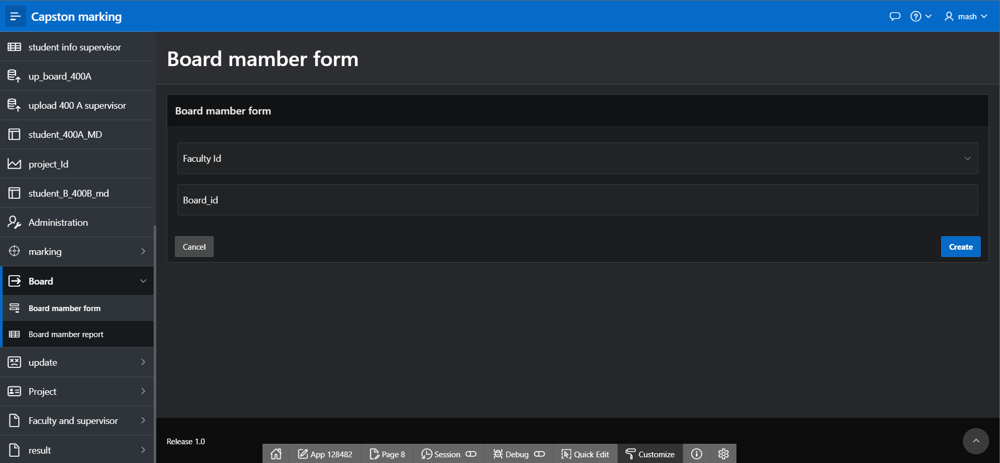 Capston marking
mash
student info supervisor
up_board_400A
upload 400 A supervisor
student_400A_MD
project_Id
student_B_400B_md
Administration
marking
Board
Board mamber form
Board mamber report
update
Project
Faculty and supervisor
result
Board mamber form
Board mamber form
Faculty Id
Board_id
Cancel
Create
Release 1.0
App 128482
Page 8
Session
Debug
Quick Edit
Customize